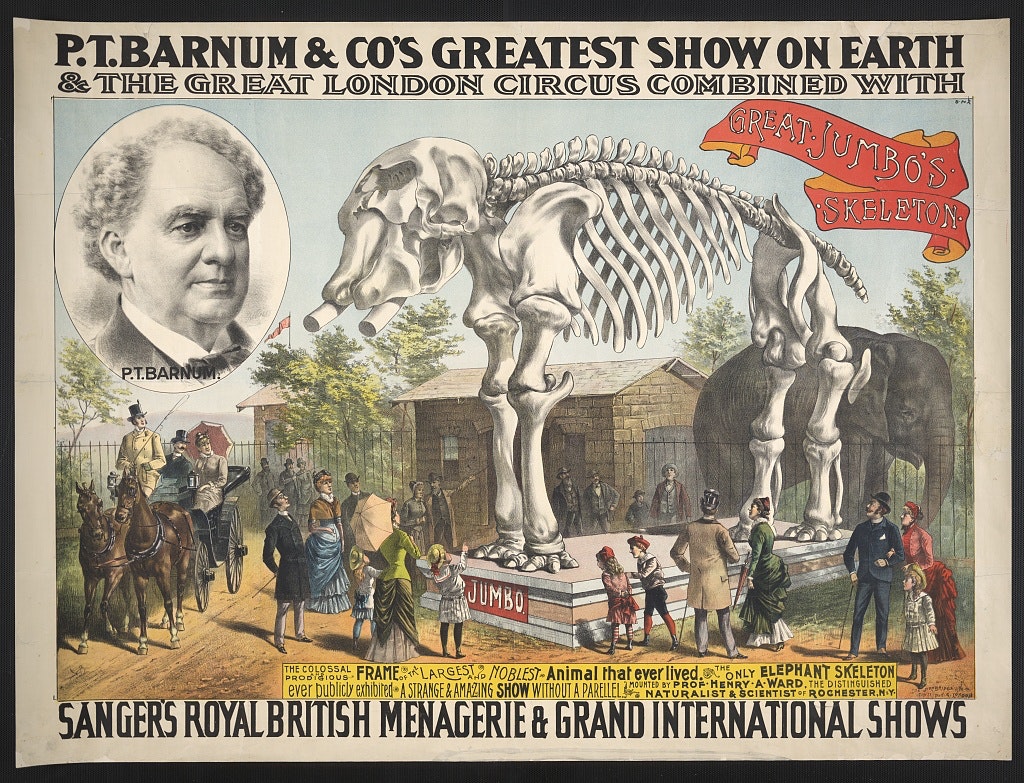 P.T. BARNUM & CO'S GREATEST SHOW ON EARTH
& THE GREAT LONDON CIRCUS COMBINED WITH
GREAT·JUMBO'S·
·SKELETON·
P.T. BARNUM.
JUMBO
THE COLOSSAL PRODIGIOUS FRAME OF THE LARGEST AND NOBLEST Animal that ever lived. THE ONLY ELEPHANT SKELETON
ever publicly exhibited A STRANGE & AMAZING SHOW WITHOUT A PARELLEL MOUNTED BY PROF. HENRY A. WARD, THE DISTINGUISHED NATURALIST & SCIENTIST OF ROCHESTER, N.Y.
SANGER'S ROYAL BRITISH MENAGERIE & GRAND INTERNATIONAL SHOWS